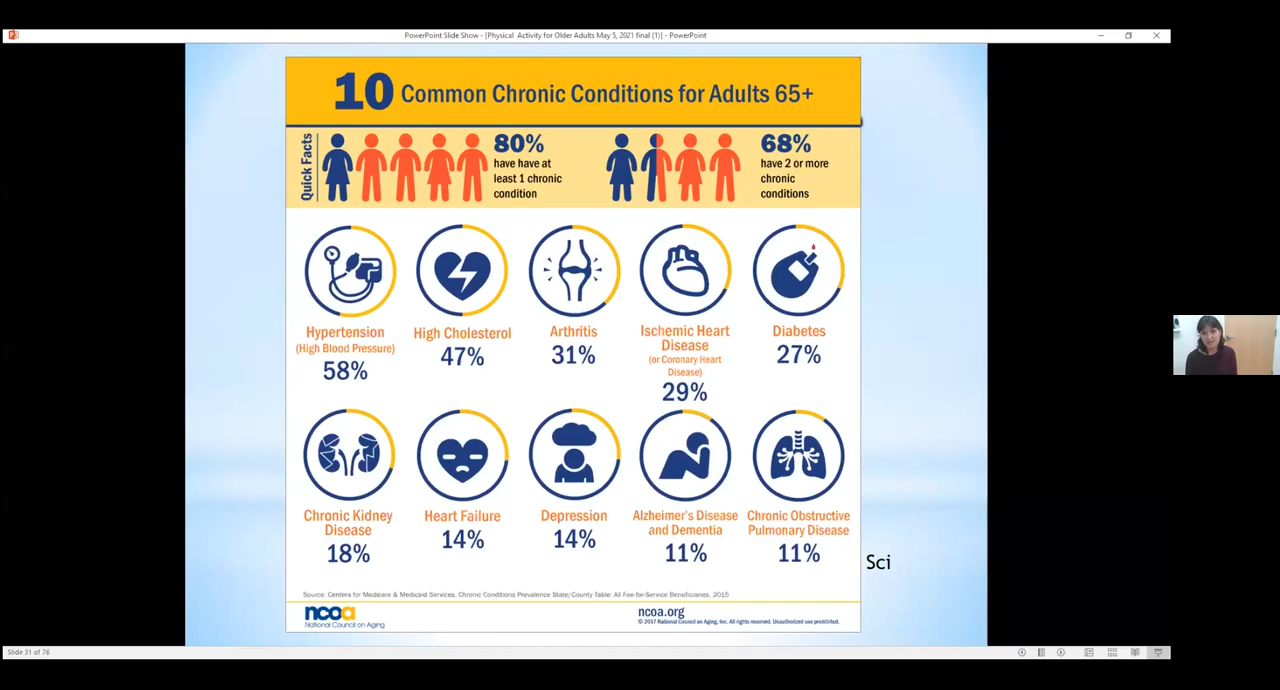 PowerPoint Slide Show - [Physical Activity for Older Adults May 5, 2021 final (1)] - PowerPoint
10 Common Chronic Conditions for Adults 65+
Quick Facts
80%
have have at
least 1 chronic
condition
68%
have 2 or more
chronic
conditions
Hypertension
(High Blood Pressure)
58%
High Cholesterol
47%
Arthritis
31%
Ischemic Heart
Disease
(or Coronary Heart
Disease)
29%
Diabetes
27%
Chronic Kidney
Disease
18%
Heart Failure
14%
Depression
14%
Alzheimer's Disease
and Dementia
11%
Chronic Obstructive
Pulmonary Disease
11%
Sci
Source: Centers for Medicare & Medicaid Services, Chronic Conditions Prevalence State/County Table: All Fee-for-Service Beneficiaries, 2015
ncoa
National Council on Aging
ncoa.org
© 2017 National Council on Aging, Inc. All rights reserved. Unauthorized use prohibited.
Slide 31 of 76